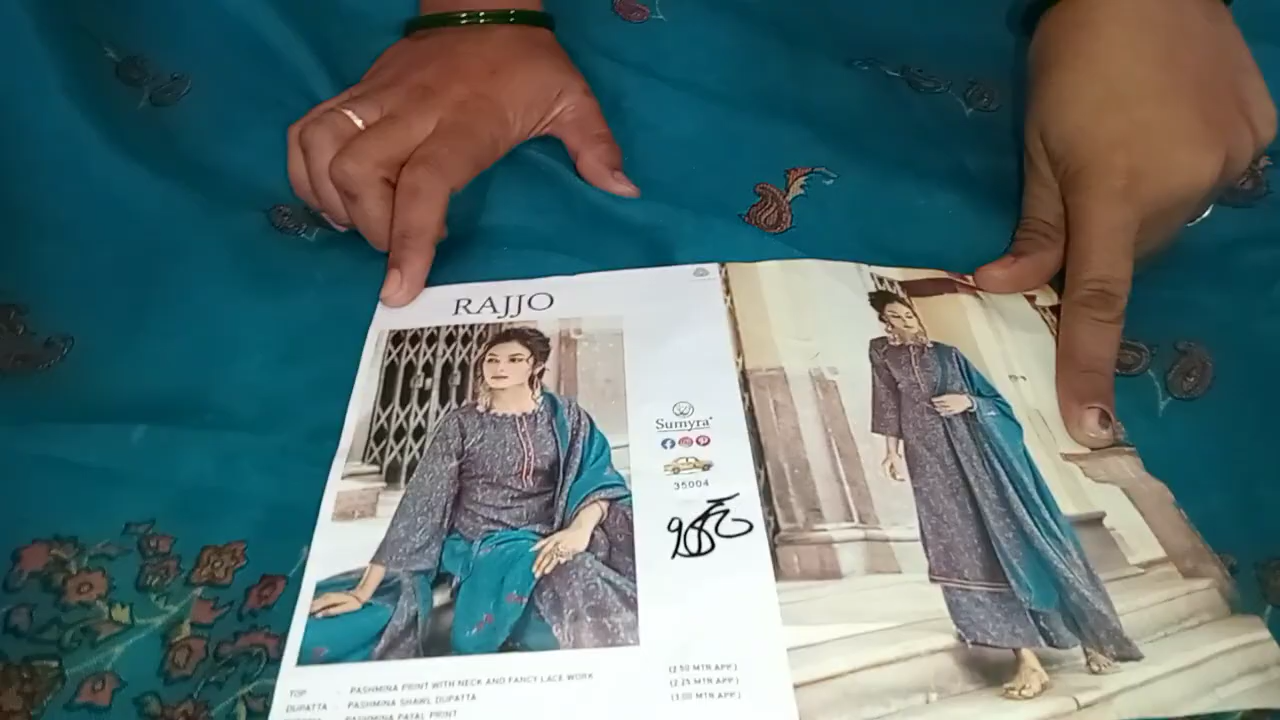 RAJJO
Sumyra
35004
TOP - PASHMINA PRINT WITH NECK AND FANCY LACE WORK (2.50 MTR APP.)
DUPATTA - PASHMINA SHAWL DUPATTA (2.25 MTR APP.)
PASHMINA PATAL PRINT (3.00 MTR APP.)